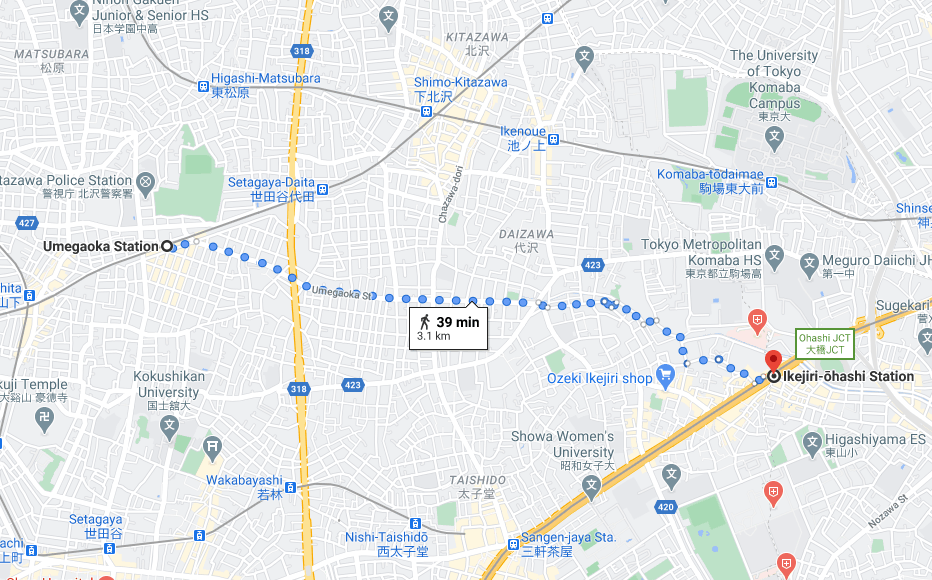 Junior & Senior HS
日本学園中高
MATSUBARA
松原
318
KITAZAWA
北沢
The University
of Tokyo
Komaba
Campus
東京大
Higashi-Matsubara
東松原
Shimo-Kitazawa
下北沢
Ikenoue
池ノ上
tazawa Police Station
警視庁 北沢警察署
Setagaya-Daita
世田谷代田
Chazawa-dori
Komaba-todaimae
駒場東大前
427
Umegaoka Station
DAIZAWA
代沢
Shinse
Tokyo Metropolitan
Komaba HS
東京都立駒場高
Meguro Daiichi JH
第一中
423
hita
山下
Umegaoka St
39 min
3.1 km
Sugekari
Ohashi JCT
大橋JCT
Ikejiri-ōhashi Station
Ozeki Ikejiri shop
kuji Temple
大谿山 豪徳寺
Kokushikan
University
国士舘大
318
423
Showa Women's
University
昭和女子大
Higashiyama ES
東山小
Wakabayashi
若林
TAISHIDO
太子堂
420
Nozawa St
Setagaya
世田谷
Nishi-Taishidō
西太子堂
Sangen-jaya Sta.
三軒茶屋
achi
上町